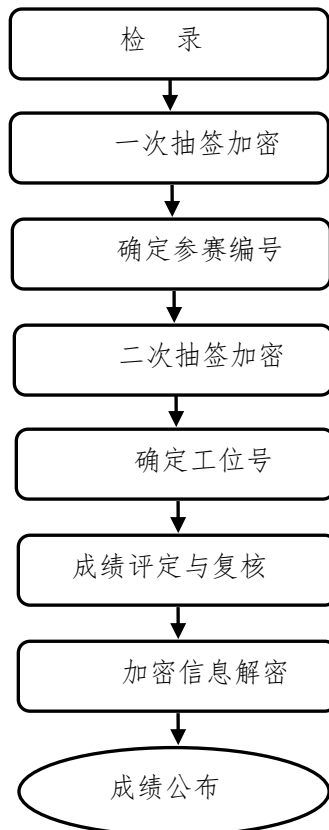 检 录
一次抽签加密
确定参赛编号
二次抽签加密
确定工位号
成绩评定与复核
加密信息解密
成绩公布